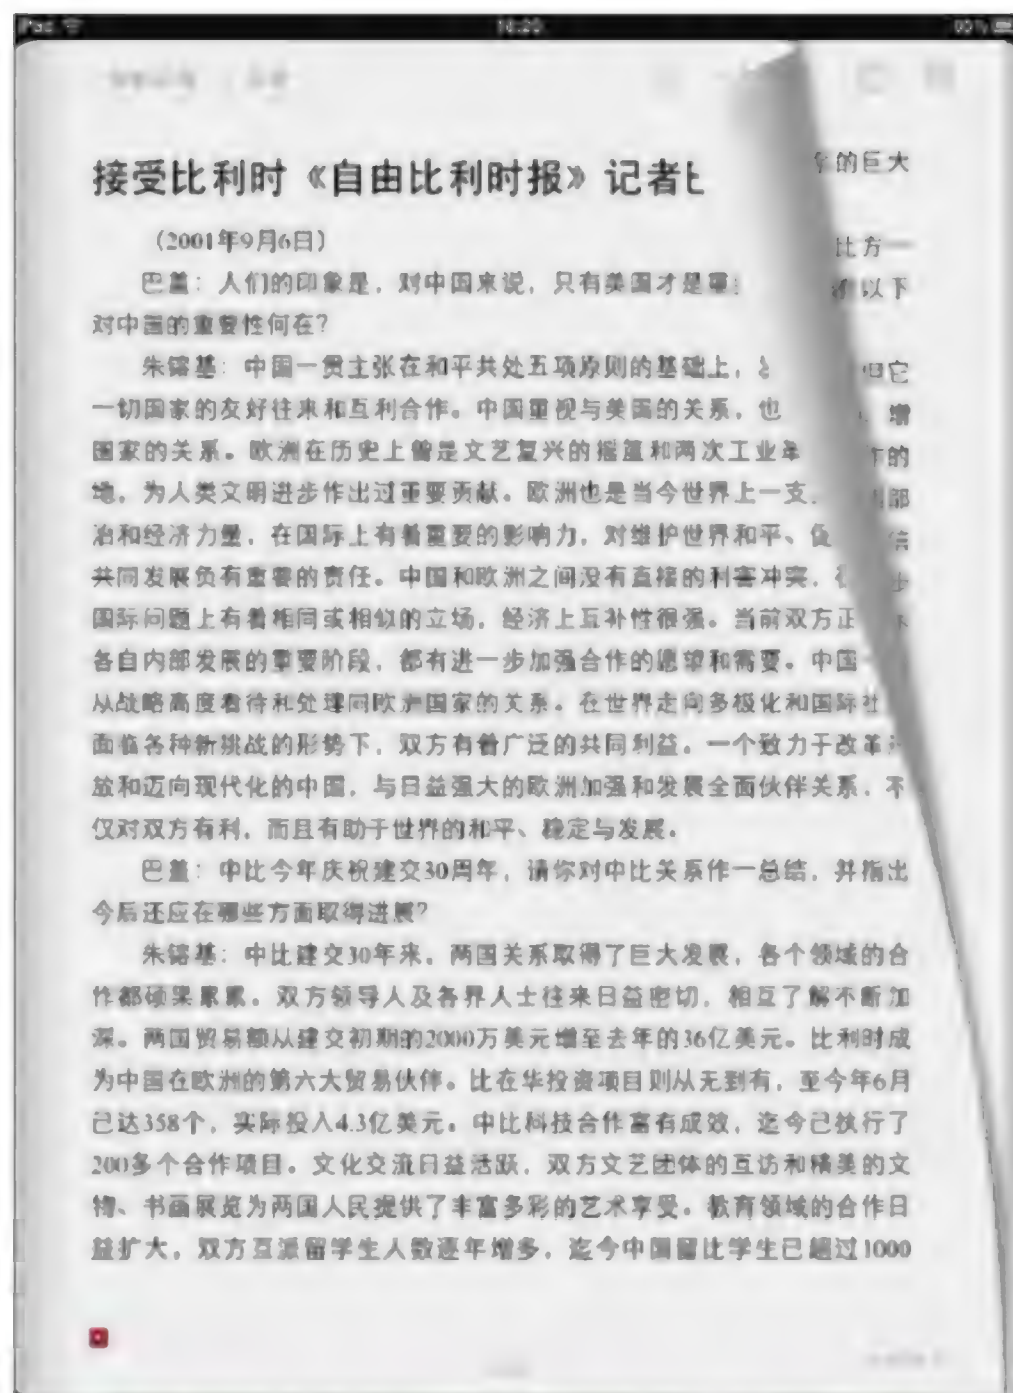 iPad
接受比利时《自由比利时报》记者
(2001年9月6日)
巴盖:人们的印象是,对中国来说,只有美国才是重
对中国的重要性何在?
朱镕基:中国一贯主张在和平共处五项原则的基础上,
一切国家的友好往来和互利合作。中国重视与美国的关系,也
国家的关系。欧洲在历史上曾是文艺复兴的摇篮和两次工业革
地,为人类文明进步作出过重要贡献。欧洲也是当今世界上一支
治和经济力量,在国际上有着重要的影响力,对维护世界和平、促
共同发展负有重要的责任。中国和欧洲之间没有直接的利害冲突,
国际问题上有着相同或相似的立场,经济上互补性很强。当前双方正
各自内部发展的重要阶段,都有进一步加强合作的愿望和需要。中国一
从战略高度看待和处理同欧洲国家的关系。在世界走向多极化和国际社
面临各种新挑战的形势下,双方有着广泛的共同利益。一个致力于改革
放和迈向现代化的中国,与日益强大的欧洲加强和发展全面伙伴关系,不
仅对双方有利,而且有助于世界的和平、稳定与发展。
巴盖:中比今年庆祝建交30周年,请你对中比关系作一总结,并指出
今后还应在哪些方面取得进展?
朱镕基:中比建交30年来,两国关系取得了巨大发展,各个领域的合
作都硕果累累。双方领导人及各界人士往来日益密切,相互了解不断加
深。两国贸易额从建交初期的2000万美元增至去年的36亿美元。比利时成
为中国在欧洲的第六大贸易伙伴。比在华投资项目则从无到有,至今年6月
已达358个,实际投入4.3亿美元。中比科技合作富有成效,迄今已执行了
200多个合作项目。文化交流日益活跃,双方文艺团体的互访和精美的文
物、书画展览为两国人民提供了丰富多彩的艺术享受。教育领域的合作日
益扩大,双方互派留学生人数逐年增多,迄今中国留比学生已超过1000
的巨大
比方一
以下
但它
增
的
部
信
步